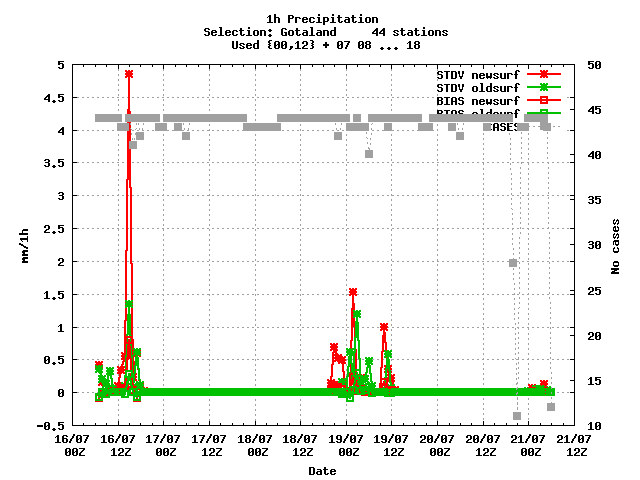 1h Precipitation
Selection: Gotaland 44 stations
Used {00,12} + 07 08 ... 18
5
4.5
4
3.5
3
2.5
2
1.5
1
0.5
0
-0.5
mm/1h
50
45
40
35
30
25
20
15
10
No cases
STDV newsurf
STDV oldsurf
BIAS newsurf
BIAS oldsurf
ASES
16/07 16/07 17/07 17/07 18/07 18/07 19/07 19/07 20/07 20/07 21/07 21/07
00Z 12Z 00Z 12Z 00Z 12Z 00Z 12Z 00Z 12Z 00Z 12Z
Date